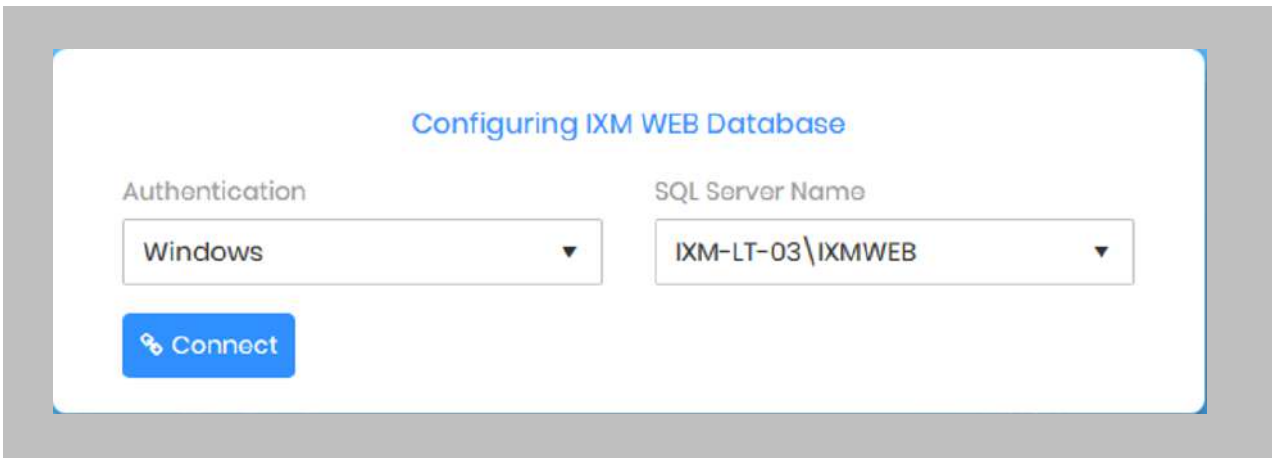 Configuring IXM WEB Database
Authentication
SQL Server Name
Windows
IXM-LT-03\IXMWEB
Connect